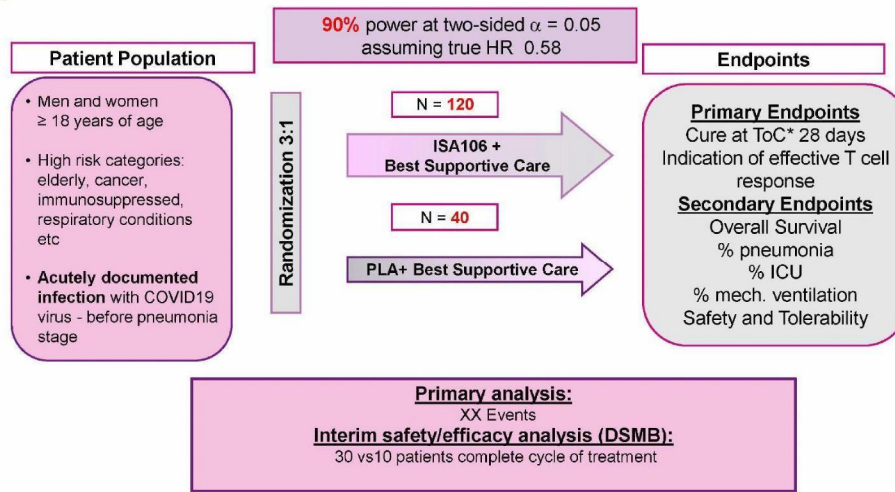 90% power at two-sided α = 0.05
assuming true HR 0.58
Patient Population
• Men and women
≥ 18 years of age
• High risk categories:
elderly, cancer,
immunosuppressed,
respiratory conditions
etc
• Acutely documented
infection with COVID19
virus - before pneumonia
stage
Randomization 3:1
N = 120
ISA106 +
Best Supportive Care
N = 40
PLA+ Best Supportive Care
Endpoints
Primary Endpoints
Cure at ToC* 28 days
Indication of effective T cell
response
Secondary Endpoints
Overall Survival
% pneumonia
% ICU
% mech. ventilation
Safety and Tolerability
Primary analysis:
XX Events
Interim safety/efficacy analysis (DSMB):
30 vs10 patients complete cycle of treatment